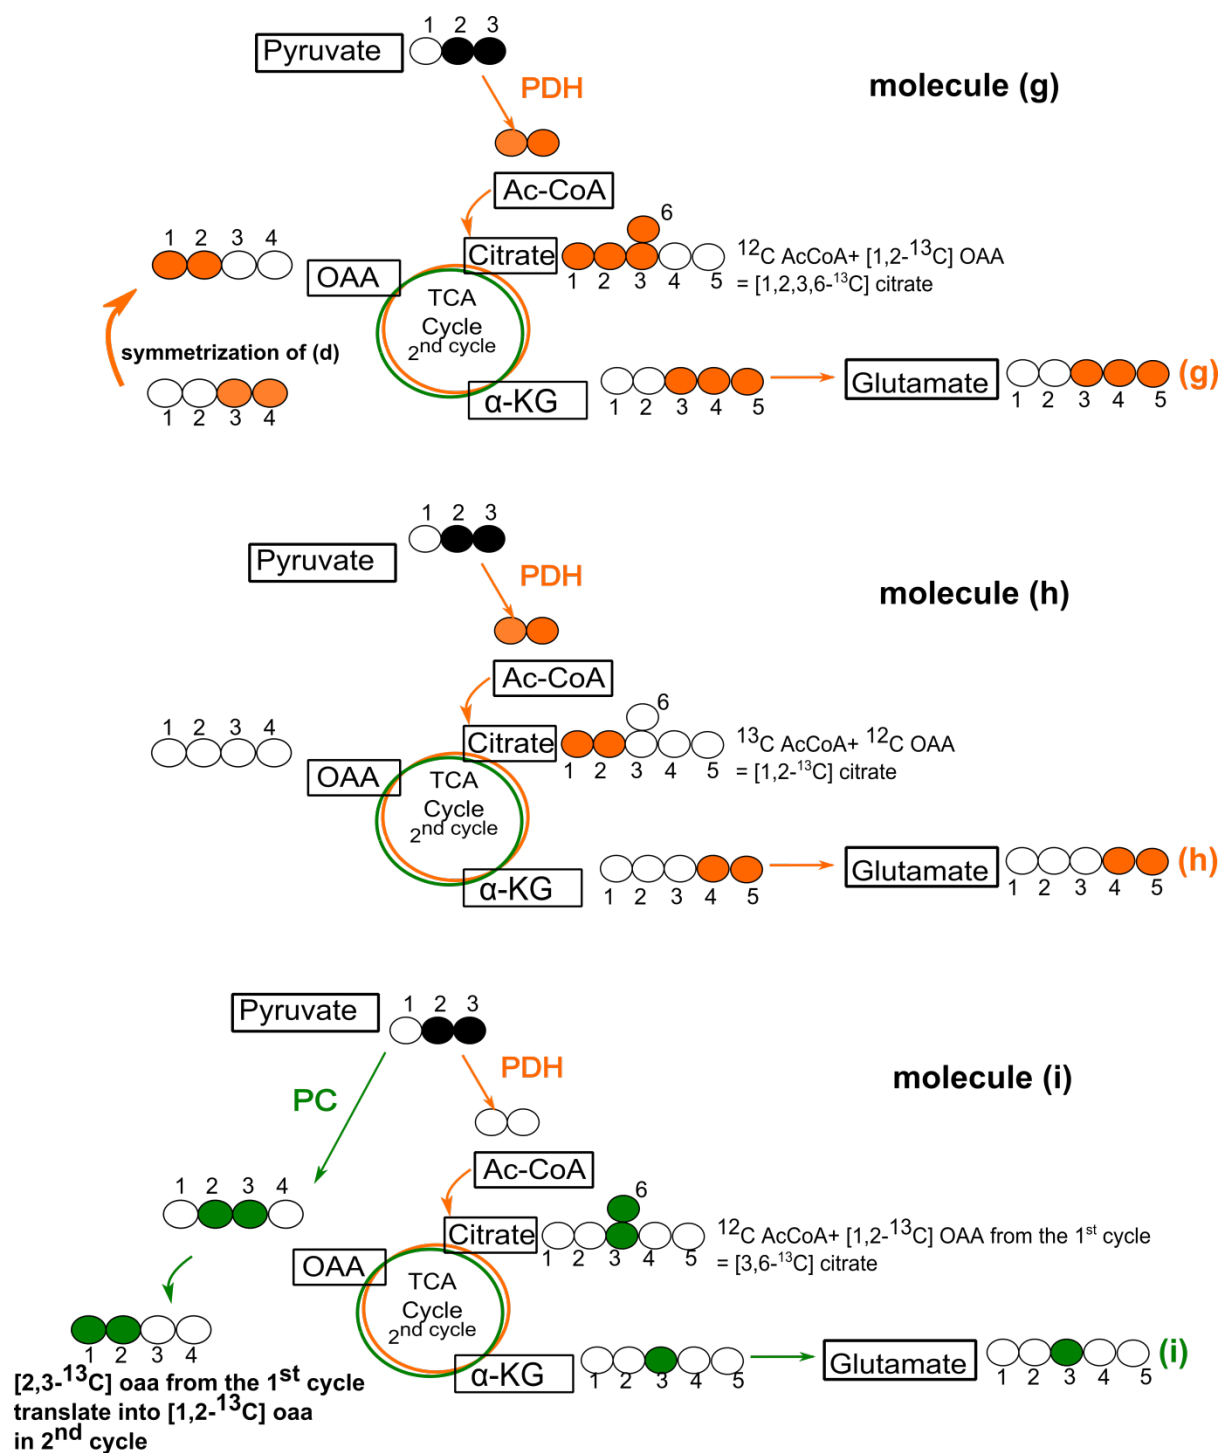 1 2 3
Pyruvate
PDH
molecule (g)
Ac-CoA
6
1 2 3 4
Citrate
1 2 3 4 5
12C AcCoA+ [1,2-13C] OAA
= [1,2,3,6-13C] citrate
OAA
TCA
Cycle
2nd cycle
symmetrization of (d)
1 2 3 4
α-KG
1 2 3 4 5
Glutamate
1 2 3 4 5
(g)
1 2 3
Pyruvate
PDH
molecule (h)
Ac-CoA
6
1 2 3 4
Citrate
1 2 3 4 5
13C AcCoA+ 12C OAA
= [1,2-13C] citrate
OAA
TCA
Cycle
2nd cycle
α-KG
1 2 3 4 5
Glutamate
1 2 3 4 5
(h)
1 2 3
Pyruvate
PDH
molecule (i)
PC
Ac-CoA
1 2 3 4
6
Citrate
1 2 3 4 5
12C AcCoA+ [1,2-13C] OAA from the 1st cycle
= [3,6-13C] citrate
OAA
TCA
Cycle
2nd cycle
1 2 3 4
[2,3-13C] oaa from the 1st cycle
translate into [1,2-13C] oaa
in 2nd cycle
α-KG
1 2 3 4 5
Glutamate
1 2 3 4 5
(i)